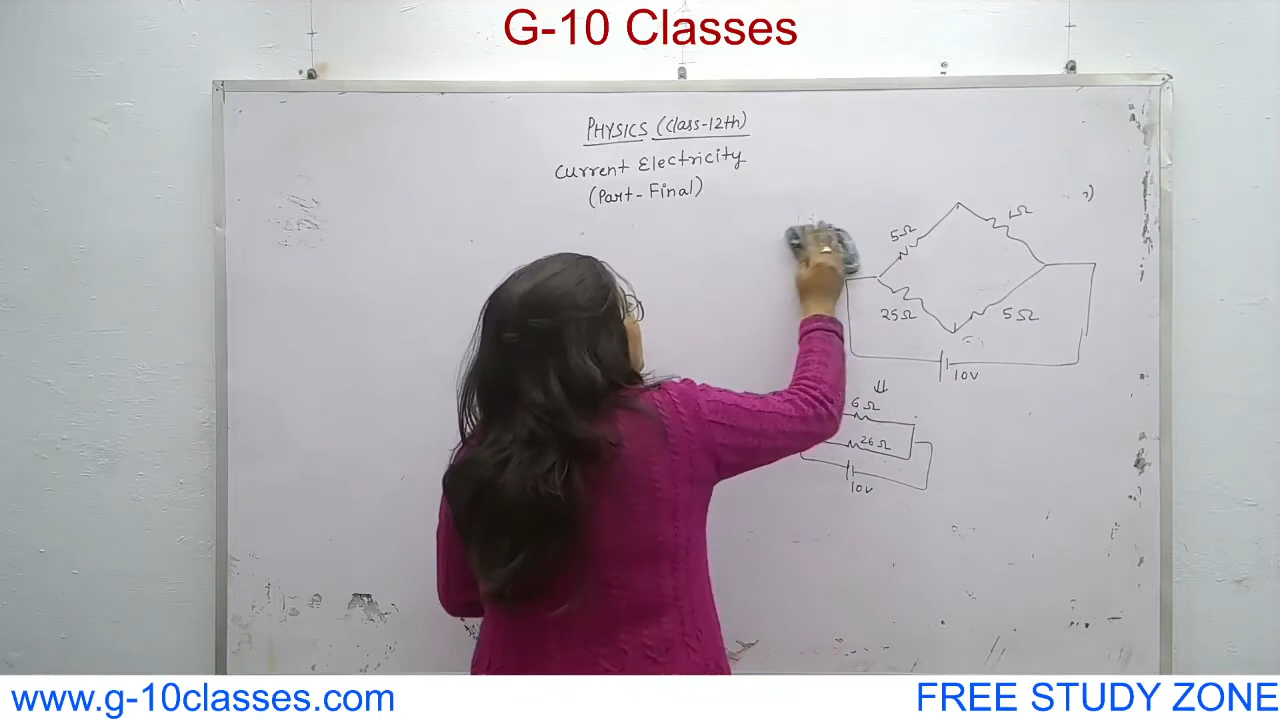 G-10 Classes
PHYSICS (Class-12th)
Current Electricity
(Part-Final)
5Ω
1Ω
25Ω
5Ω
10V
⇓
6Ω
26Ω
10V
www.g-10classes.com
FREE STUDY ZONE